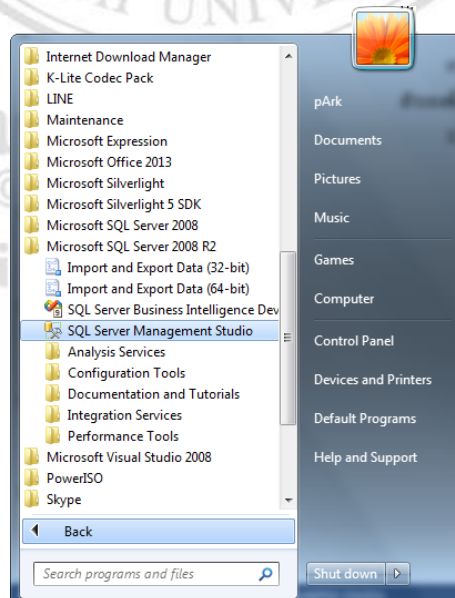 Internet Download Manager
K-Lite Codec Pack
LINE
Maintenance
Microsoft Expression
Microsoft Office 2013
Microsoft Silverlight
Microsoft Silverlight 5 SDK
Microsoft SQL Server 2008
Microsoft SQL Server 2008 R2
Import and Export Data (32-bit)
Import and Export Data (64-bit)
SQL Server Business Intelligence Dev
SQL Server Management Studio
Analysis Services
Configuration Tools
Documentation and Tutorials
Integration Services
Performance Tools
Microsoft Visual Studio 2008
PowerISO
Skype
Back
Search programs and files
pArk
Documents
Pictures
Music
Games
Computer
Control Panel
Devices and Printers
Default Programs
Help and Support
Shut down